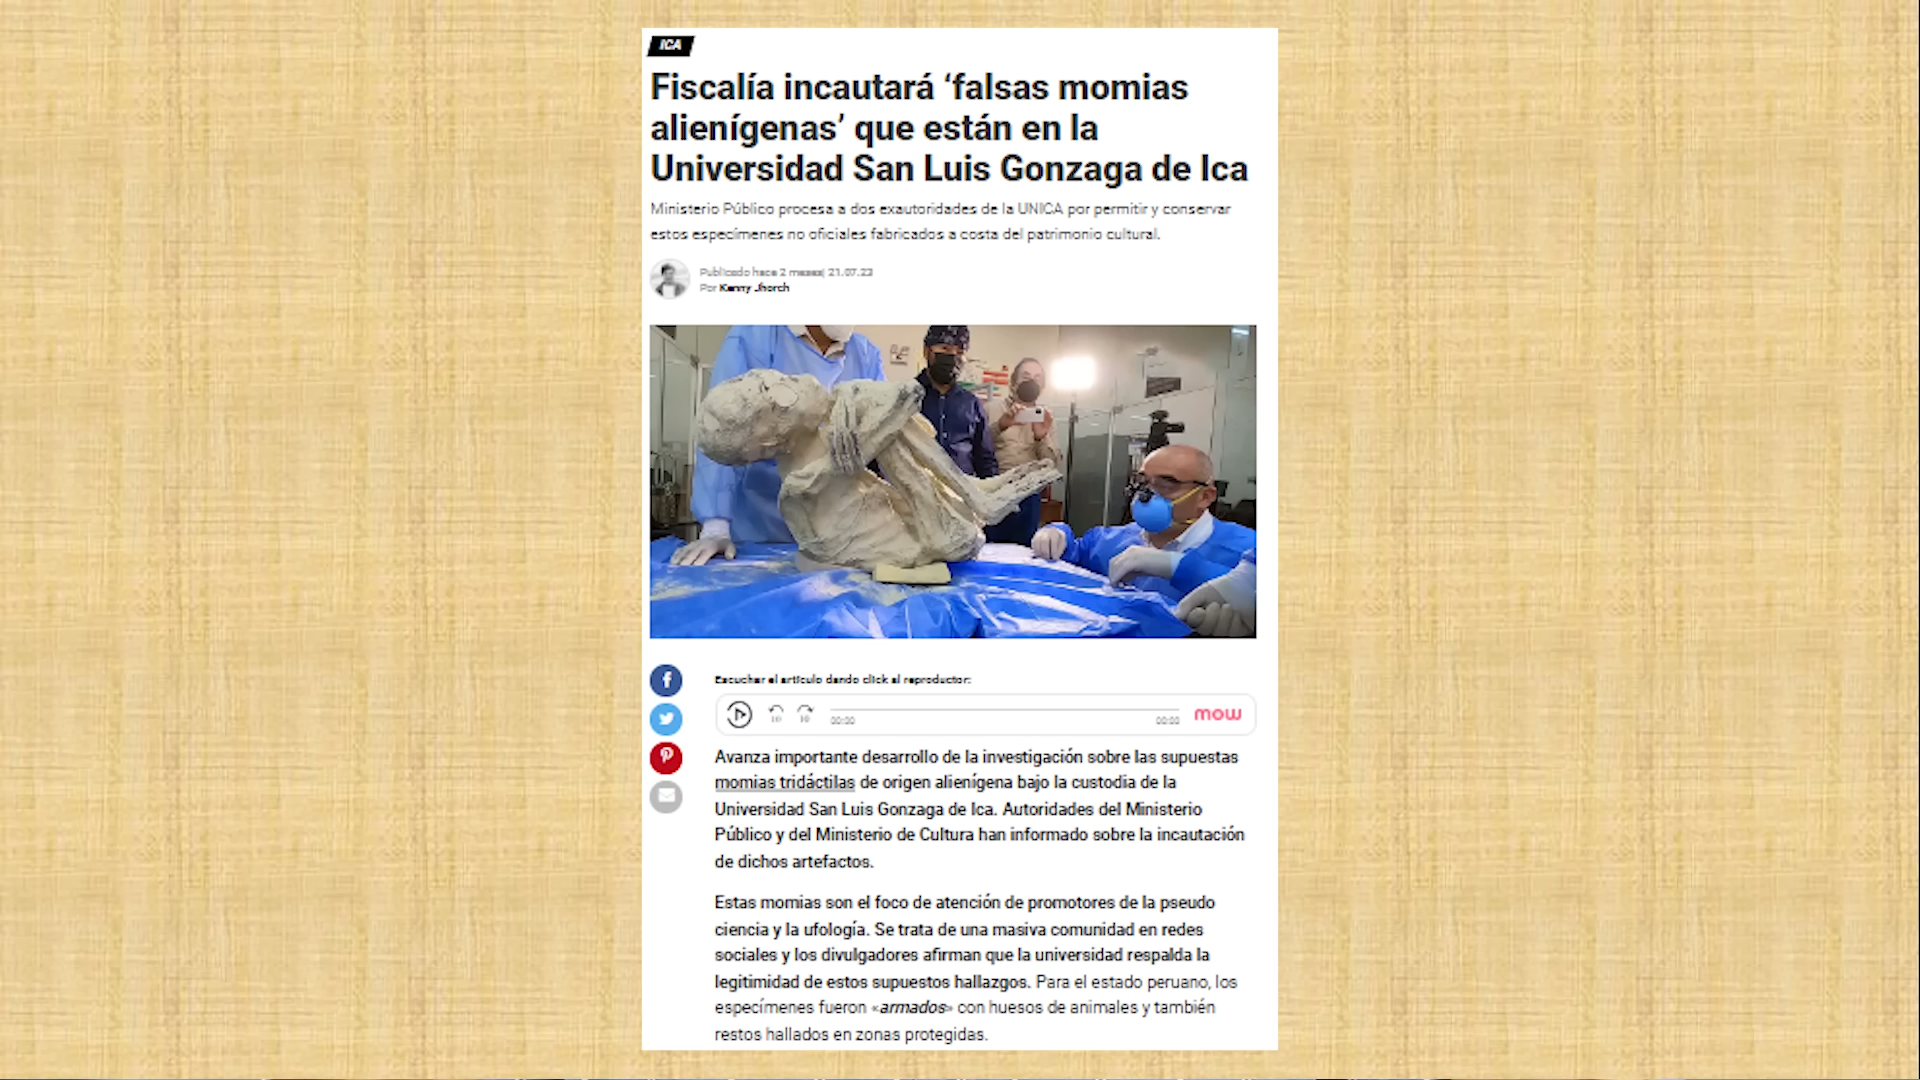 ICA
Fiscalía incautará ‘falsas momias
alienígenas’ que están en la
Universidad San Luis Gonzaga de Ica
Ministerio Público procesa a dos exautoridades de la UNICA por permitir y conservar
estos especímenes no oficiales fabricados a costa del patrimonio cultural.
Publicado hace 2 meses| 21.07.23
Por Kenny Jhorch
Escuchar el artículo dando click al reproductor:
10 10 00:00 00:00 mow
Avanza importante desarrollo de la investigación sobre las supuestas
momias tridáctilas de origen alienígena bajo la custodia de la
Universidad San Luis Gonzaga de Ica. Autoridades del Ministerio
Público y del Ministerio de Cultura han informado sobre la incautación
de dichos artefactos.
Estas momias son el foco de atención de promotores de la pseudo
ciencia y la ufología. Se trata de una masiva comunidad en redes
sociales y los divulgadores afirman que la universidad respalda la
legitimidad de estos supuestos hallazgos. Para el estado peruano, los
especímenes fueron «armados» con huesos de animales y también
restos hallados en zonas protegidas.